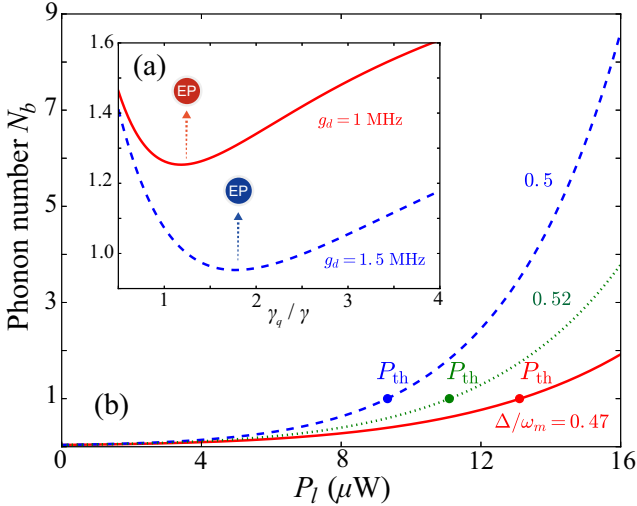 9
7
5
3
1
Phonon number N_b
1.6
1.4
1.2
1.0
(a)
EP
g_d = 1 MHz
EP
g_d = 1.5 MHz
1 2 3 4
γ_q / γ
0.5
0.52
P_th P_th P_th
(b)
Δ/ω_m = 0.47
0 4 8 12 16
P_l (μW)